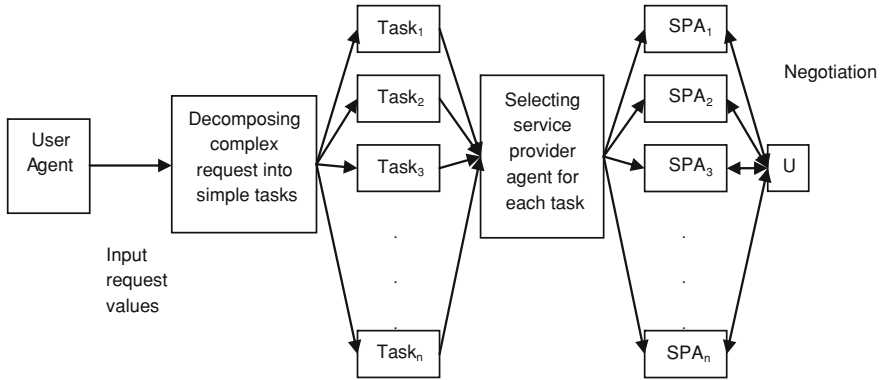 User
Agent
Input
request
values
Decomposing
complex
request into
simple tasks
Task₁
Task₂
Task₃
.
.
.
Taskₙ
Selecting
service
provider
agent for
each task
SPA₁
SPA₂
SPA₃
.
.
.
SPAₙ
Negotiation
U